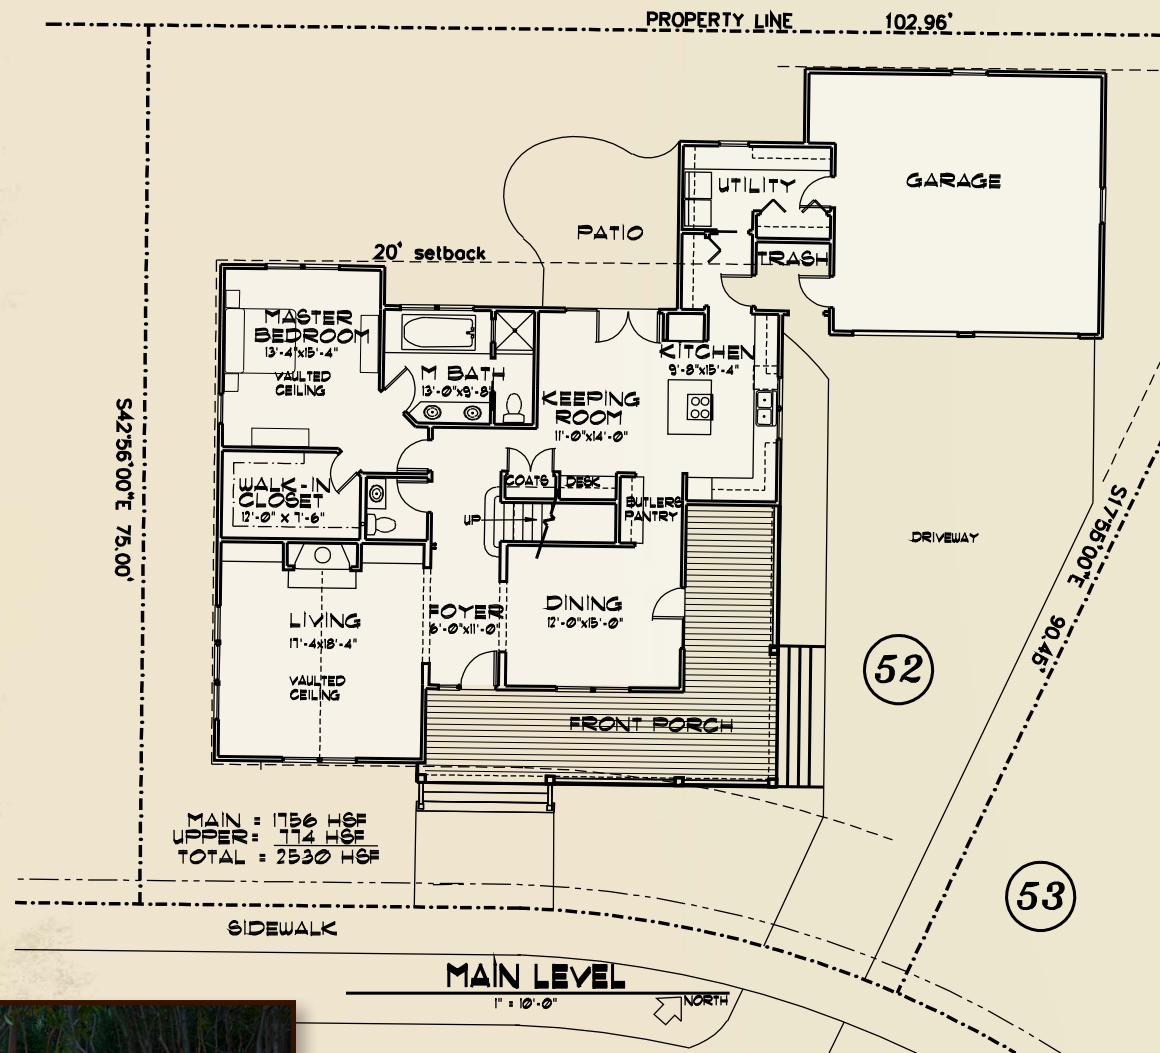 PROPERTY LINE 102.96'
GARAGE
UTILITY
PATIO
20' setback
TRASH
MASTER
BEDROOM
13'-4"x15'-4"
VAULTED
CEILING
M BATH
13'-0"x9'-8"
KITCHEN
9'-8"x15'-4"
KEEPING
ROOM
11'-0"x14'-0"
S42°56'00"E 75.00'
WALK-IN
CLOSET
12'-0" x 7'-6"
COATS
DESK
BUTLERS
PANTRY
UP
DRIVEWAY
S17°55'00"E 90.45'
LIVING
17'-4x18'-4"
VAULTED
CEILING
FOYER
6'-0"x11'-0"
DINING
12'-0"x15'-0"
52
FRONT PORCH
MAIN = 1756 HSF
UPPER= 774 HSF
TOTAL = 2530 HSF
53
SIDEWALK
MAIN LEVEL
1" = 10'-0"
NORTH